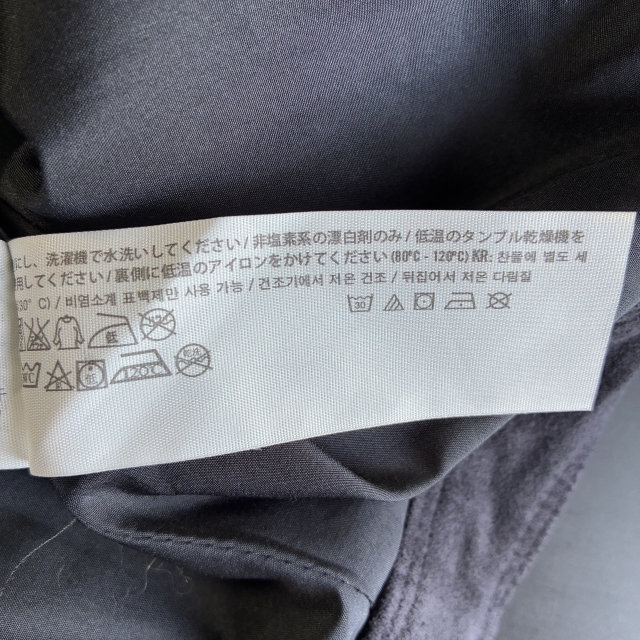 にし、洗濯機で水洗いしてください / 非塩素系の漂白剤のみ / 低温のタンブル乾燥機を
用してください / 裏側に低温のアイロンをかけてください (80°C - 120°C) KR: 찬물에 별도 세
30° C) / 비염소계 표백제만 사용 가능 / 건조기에서 저온 건조 / 뒤집어서 저온 다림질
30
低
低 120